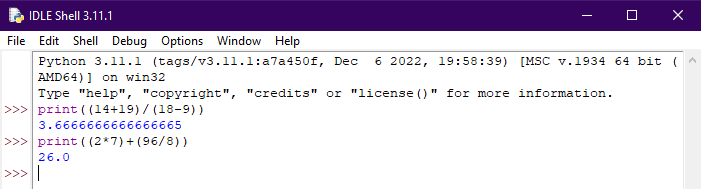 IDLE Shell 3.11.1
File Edit Shell Debug Options Window Help
Python 3.11.1 (tags/v3.11.1:a7a450f, Dec  6 2022, 19:58:39) [MSC v.1934 64 bit (
AMD64)] on win32
Type "help", "copyright", "credits" or "license()" for more information.
>>> print((14+19)/(18-9))
3.6666666666666665
>>> print((2*7)+(96/8))
26.0
>>>